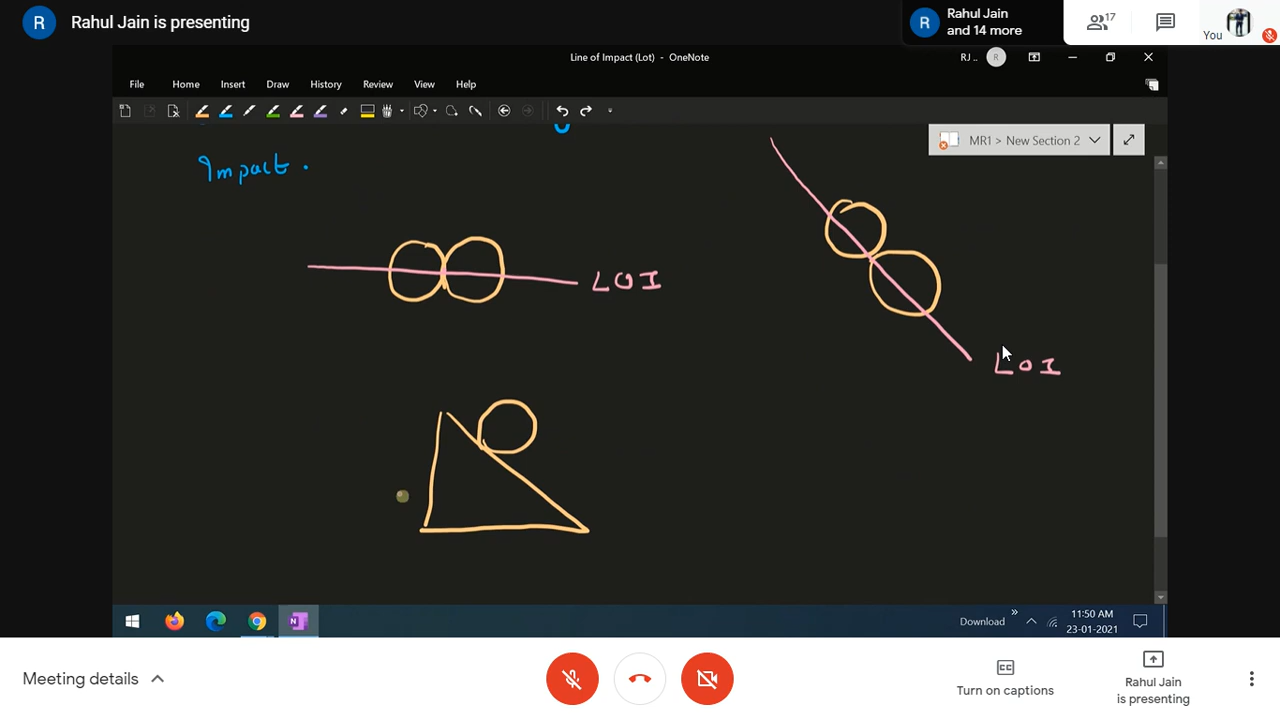 R Rahul Jain is presenting
R Rahul Jain
and 14 more
17
You
Line of Impact (LoI) - OneNote
RJ ..
R
File Home Insert Draw History Review View Help
MR1 > New Section 2
Impact.
LOI
LOI
Download
11:50 AM
23-01-2021
Meeting details
Turn on captions
Rahul Jain
is presenting